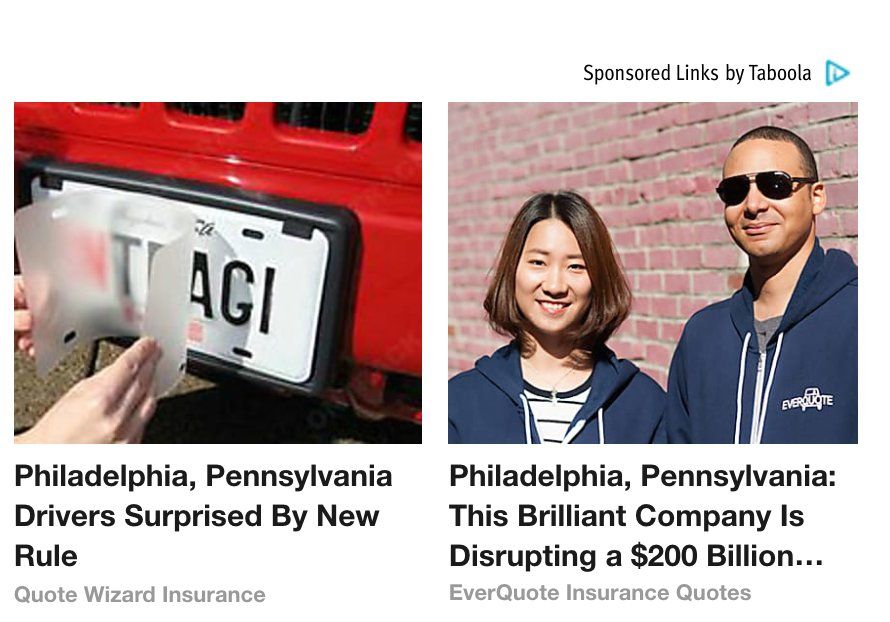 Sponsored Links by Taboola
AGI
EVERQUOTE
Philadelphia, Pennsylvania
Drivers Surprised By New
Rule
Quote Wizard Insurance
Philadelphia, Pennsylvania:
This Brilliant Company Is
Disrupting a $200 Billion...
EverQuote Insurance Quotes